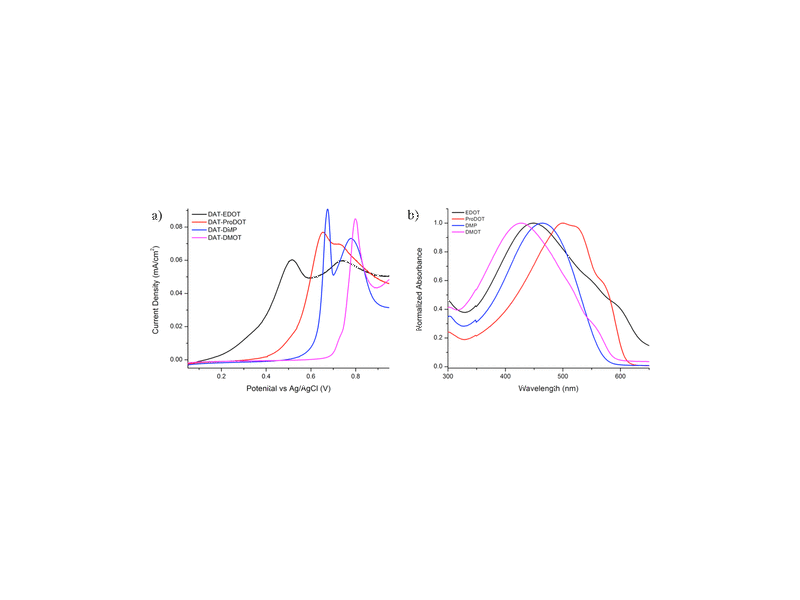 a)
DAT-EDOT
DAT-ProDOT
DAT-DiMP
DAT-DMOT
0.08
0.06
0.04
0.02
0.00
Current Density (mA/cm²)
0.2 0.4 0.6 0.8
Potential vs Ag/AgCl (V)
b)
EDOT
ProDOT
DMP
DMOT
1.0
0.8
0.6
0.4
0.2
0.0
Normalized Absorbance
300 400 500 600
Wavelength (nm)